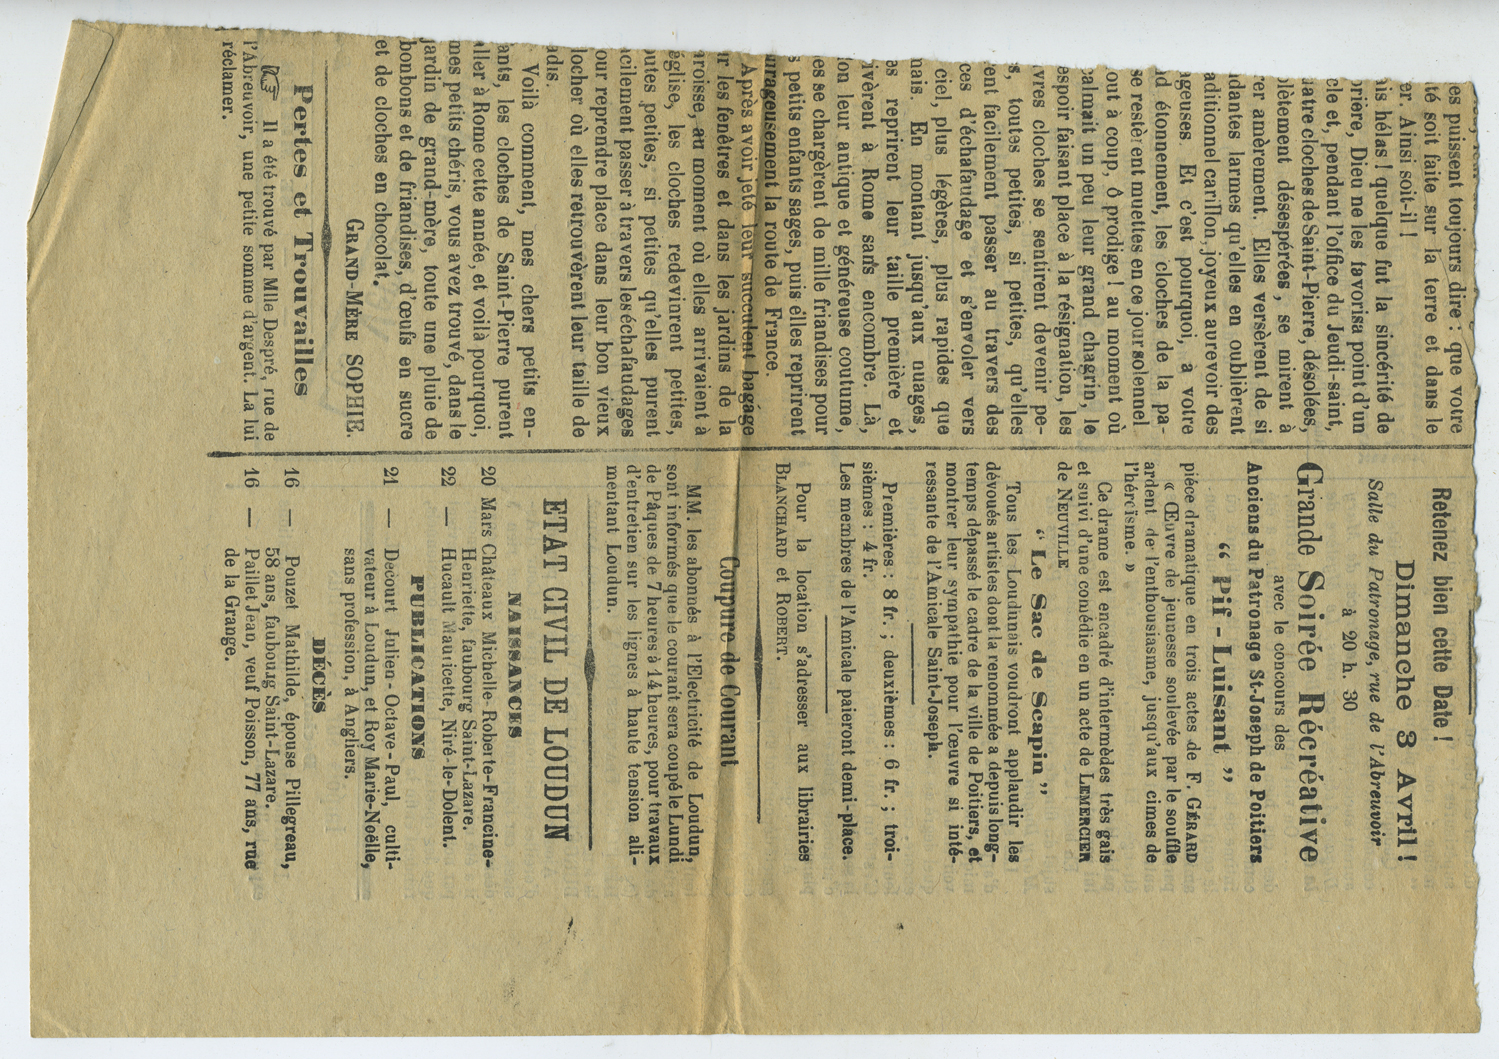 es puissent toujours dire : que votre
té soit faite sur la terre et dans le
er. Ainsi soit-il !
is hélas ! quelque fut la sincérité de
rière, Dieu ne les favorisa point d'un
cle et, pendant l'office du Jeudi-saint,
uatre cloches de Saint-Pierre, désolées,
plètement désespérées, se mirent à
rer amèrement. Elles versèrent de si
dantes larmes qu'elles en oublièrent
aditionnel carillon, joyeux aurevoir des
ageuses. Et c'est pourquoi, à votre
d étonnement, les cloches de la pa-
se restèrent muettes en ce jour solennel
out à coup, ô prodige ! au moment où
almait un peu leur grand chagrin, le
espoir faisant place à la résignation, les
vres cloches se sentirent devenir pe-
s, toutes petites, si petites, qu'elles
ent facilement passer au travers des
ces d'échafaudage et s'envoler vers
ciel, plus légères, plus rapides que
mais. En montant jusqu'aux nuages,
es reprirent leur taille première et
ivèrent à Rome sans encombre. Là,
on leur antique et généreuse coutume,
es se chargèrent de mille friandises pour
s petits enfants sages, puis elles reprirent
urageusement la route de France.
Après avoir jeté leur succulent bagage
r les fenêtres et dans les jardins de la
aroisse, au moment où elles arrivaient à
église, les cloches redevinrent petites,
outes petites, si petites qu'elles purent
cilement passer à travers les échafaudages
our reprendre place dans leur bon vieux
locher où elles retrouvèrent leur taille de
adis.
Voilà comment, mes chers petits en-
ants, les cloches de Saint-Pierre purent
aller à Rome cette année, et voilà pourquoi,
mes petits chéris, vous avez trouvé, dans le
jardin de grand-mère, toute une pluie de
bonbons et de friandises, d'œufs en sucre
et de cloches en chocolat.
GRAND-MÈRE SOPHIE.
Pertes et Trouvailles
☞ Il a été trouvé par Mlle Despré, rue de
l'Abreuvoir, une petite somme d'argent. La lui
réclamer.
Retenez bien cette Date !
Dimanche 3 Avril !
Salle du Patronage, rue de l'Abreuvoir
à 20 h. 30
Grande Soirée Récréative
avec le concours des
Anciens du Patronage St-Joseph de Poitiers
“ Pif - Luisant ”
pièce dramatique en trois actes de F. GÉRARD
« Œuvre de jeunesse soulevée par le souffle
ardent de l'enthousiasme, jusqu'aux cimes de
l'héroïsme. »
Ce drame est encadré d'intermèdes très gais
et suivi d'une comédie en un acte de LEMERCIER
de NEUVILLE
“ Le Sac de Scapin ”
Tous les Loudunais voudront applaudir les
dévoués artistes dont la renommée a depuis long-
temps dépassé le cadre de la ville de Poitiers, et
montrer leur sympathie pour l'œuvre si inté-
ressante de l'Amicale Saint-Joseph.
Premières : 8 fr. ; deuxièmes : 6 fr. ; troi-
sièmes : 4 fr.
Les membres de l'Amicale paieront demi-place.
Pour la location s'adresser aux librairies
BLANCHARD et ROBERT.
Coupure de Courant
MM. les abonnés à l'Electricité de Loudun,
sont informés que le courant sera coupé le Lundi
de Pâques de 7 heures à 14 heures, pour travaux
d'entretien sur les lignes à haute tension ali-
mentant Loudun.
ETAT CIVIL DE LOUDUN
NAISSANCES
20 Mars Châteaux Michelle-Roberte-Francine-
Henriette, faubourg Saint-Lazare.
22 — Hucault Mauricette, Niré-le-Dolent.
PUBLICATIONS
21 — Decourt Julien-Octave-Paul, culti-
vateur à Loudun, et Roy Marie-Noëlle,
sans profession, à Angliers.
DÉCÈS
16 — Pouzet Mathilde, épouse Pillegreau,
58 ans, faubourg Saint-Lazare.
16 — Paillet Jean, veuf Poisson, 77 ans, rue
de la Grange.